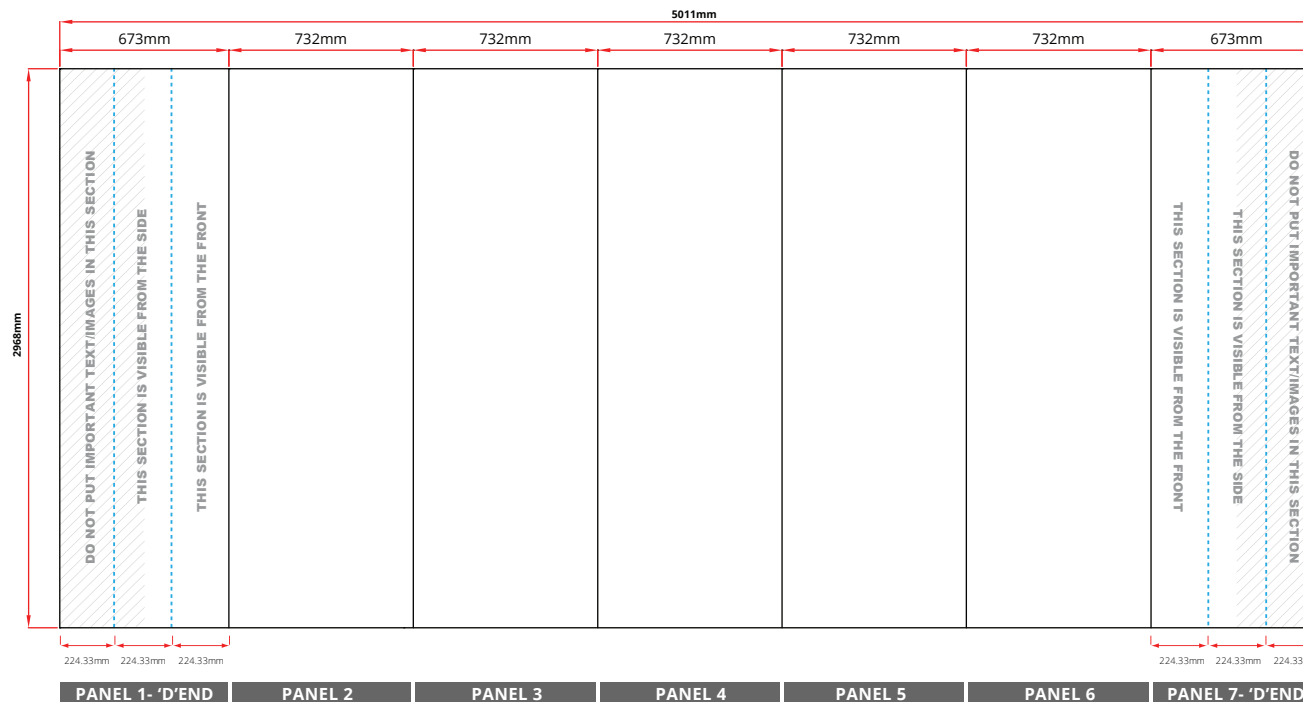 5011mm
673mm 732mm 732mm 732mm 732mm 732mm 673mm
2968mm
DO NOT PUT IMPORTANT TEXT/IMAGES IN THIS SECTION
THIS SECTION IS VISIBLE FROM THE SIDE
THIS SECTION IS VISIBLE FROM THE FRONT
THIS SECTION IS VISIBLE FROM THE FRONT
THIS SECTION IS VISIBLE FROM THE SIDE
DO NOT PUT IMPORTANT TEXT/IMAGES IN THIS SECTION
224.33mm 224.33mm 224.33mm 224.33mm 224.33mm 224.33
PANEL 1- ‘D’END PANEL 2 PANEL 3 PANEL 4 PANEL 5 PANEL 6 PANEL 7- ‘D’END